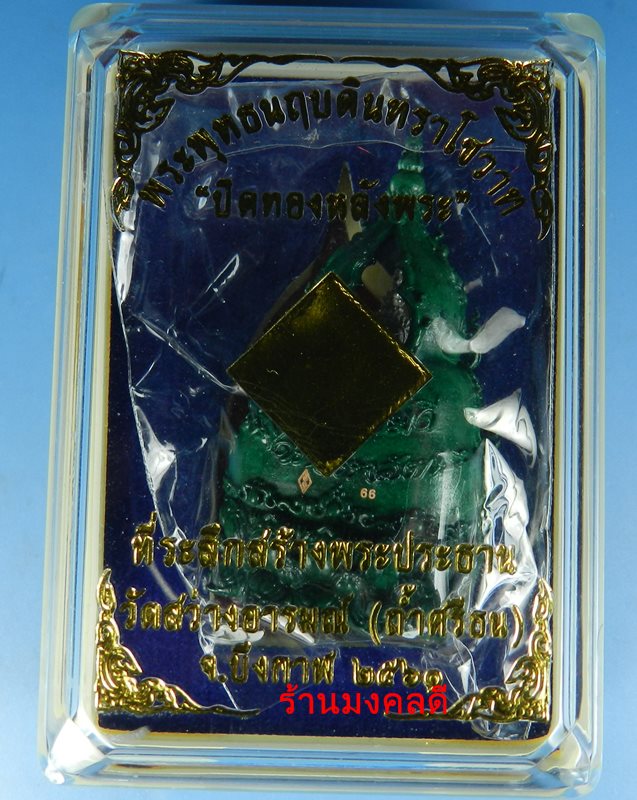 พระพุทธนฤบดินทราโชวาท
"ปิดทองหลังพระ"
66
ที่ระลึกสร้างพระประธาน
วัดสว่างอารมณ์ (ถ้ำศรีธน)
จ.บึงกาฬ ๒๕๖๑
ร้านมงคลดี